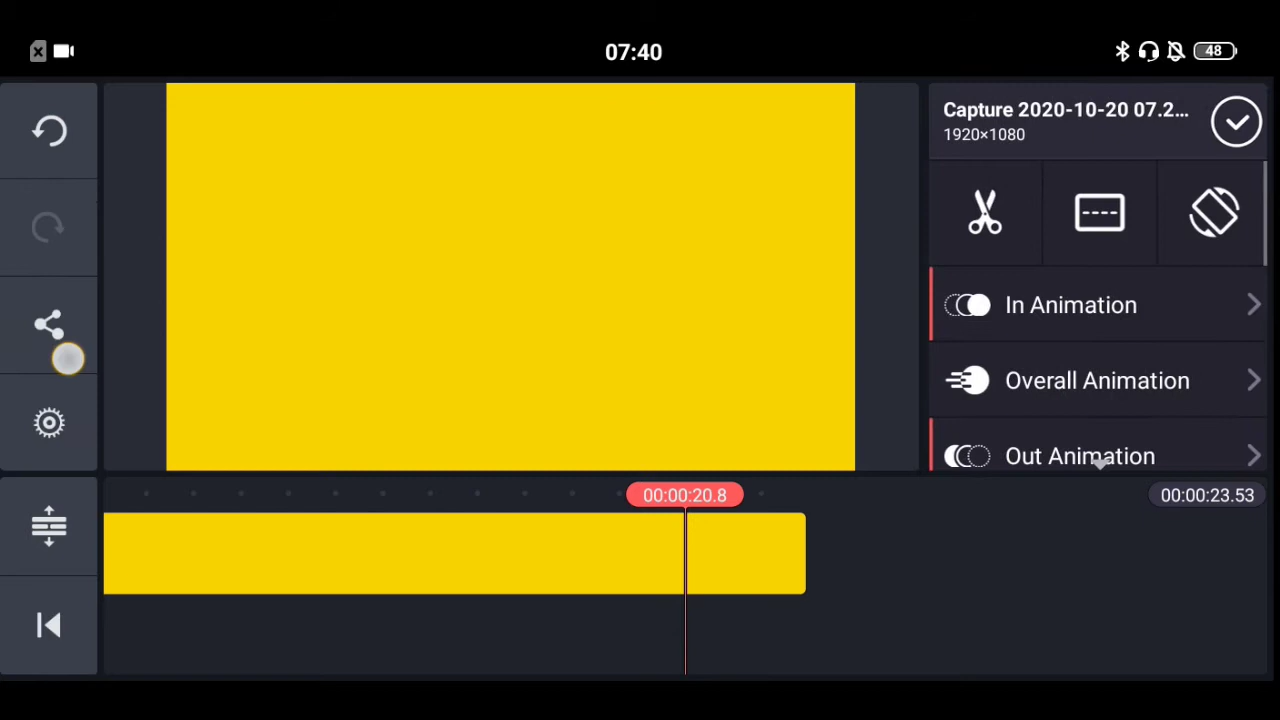 07:40
48
Capture 2020-10-20 07.2...
1920×1080
In Animation
Overall Animation
Out Animation
00:00:20.8
00:00:23.53